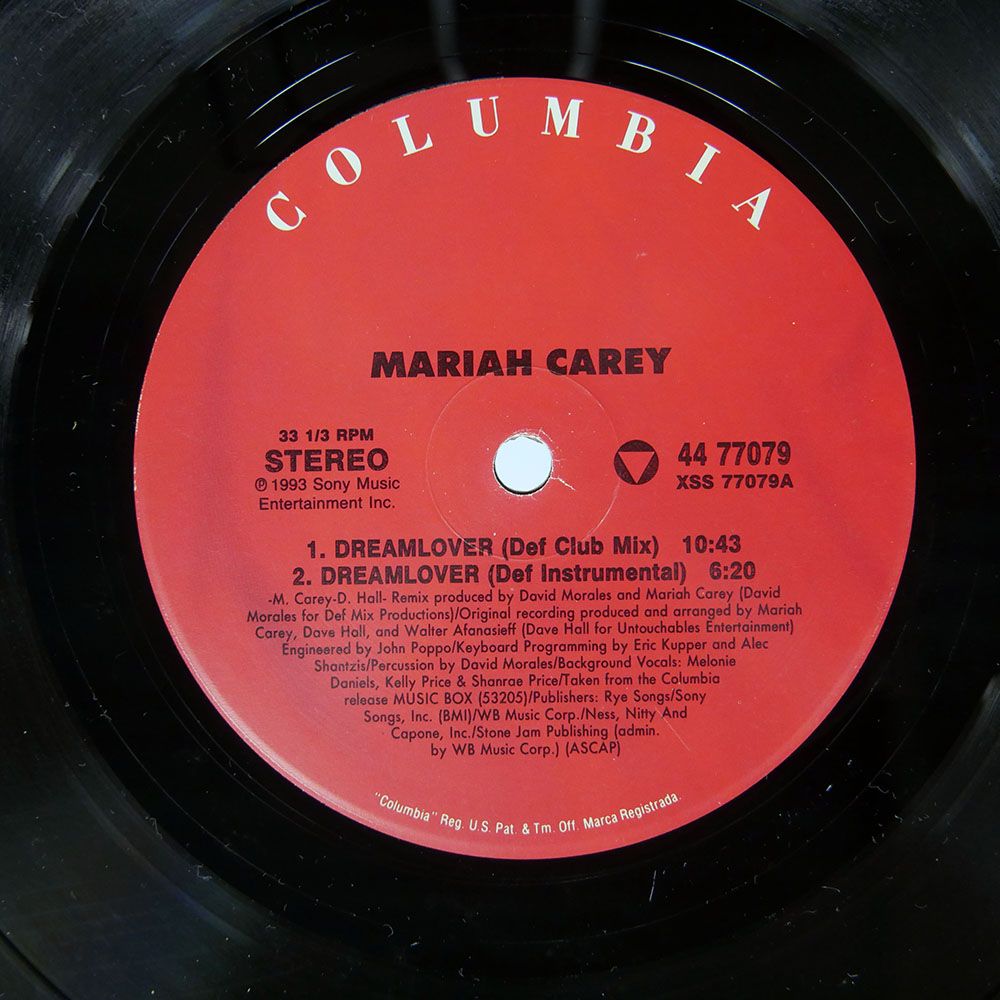 COLUMBIA
MARIAH CAREY
33 1/3 RPM
STEREO
℗ 1993 Sony Music
Entertainment Inc.
44 77079
XSS 77079A
1. DREAMLOVER (Def Club Mix) 10:43
2. DREAMLOVER (Def Instrumental) 6:20
-M. Carey-D. Hall- Remix produced by David Morales and Mariah Carey (David
Morales for Def Mix Productions)/Original recording produced and arranged by Mariah
Carey, Dave Hall, and Walter Afanasieff (Dave Hall for Untouchables Entertainment)
Engineered by John Poppo/Keyboard Programming by Eric Kupper and Alec
Shantzis/Percussion by David Morales/Background Vocals: Melonie
Daniels, Kelly Price & Shanrae Price/Taken from the Columbia
release MUSIC BOX (53205)/Publishers: Rye Songs/Sony
Songs, Inc. (BMI)/WB Music Corp./Ness, Nitty And
Capone, Inc./Stone Jam Publishing (admin.
by WB Music Corp.) (ASCAP)
"Columbia" Reg. U.S. Pat. & Tm. Off. Marca Registrada.